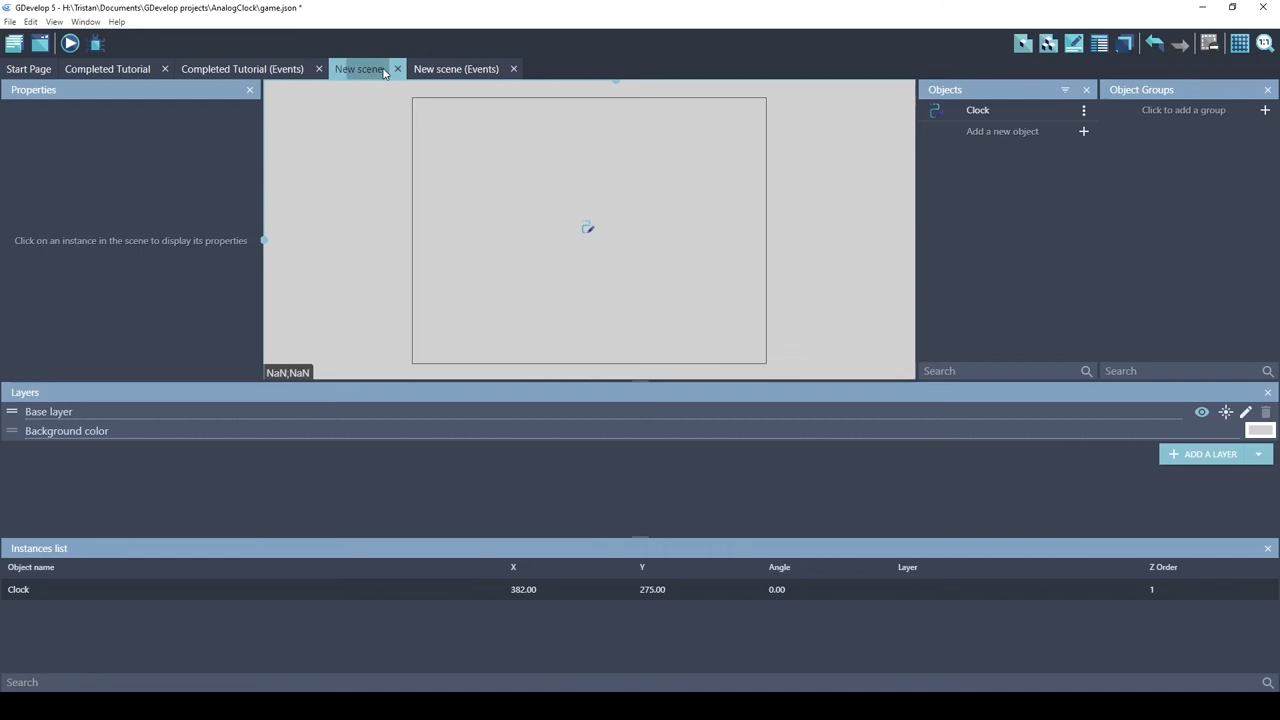 GDevelop 5 - H:\Tristan\Documents\GDevelop projects\AnalogClock\game.json *
File Edit View Window Help
Start Page Completed Tutorial Completed Tutorial (Events) New scene New scene (Events)
Properties
Objects
Object Groups
Clock
Click to add a group
Add a new object
Click on an instance in the scene to display its properties
NaN;NaN
Search
Search
Layers
Base layer
Background color
ADD A LAYER
Instances list
Object name X Y Angle Layer Z Order
Clock 382.00 275.00 0.00 1
Search